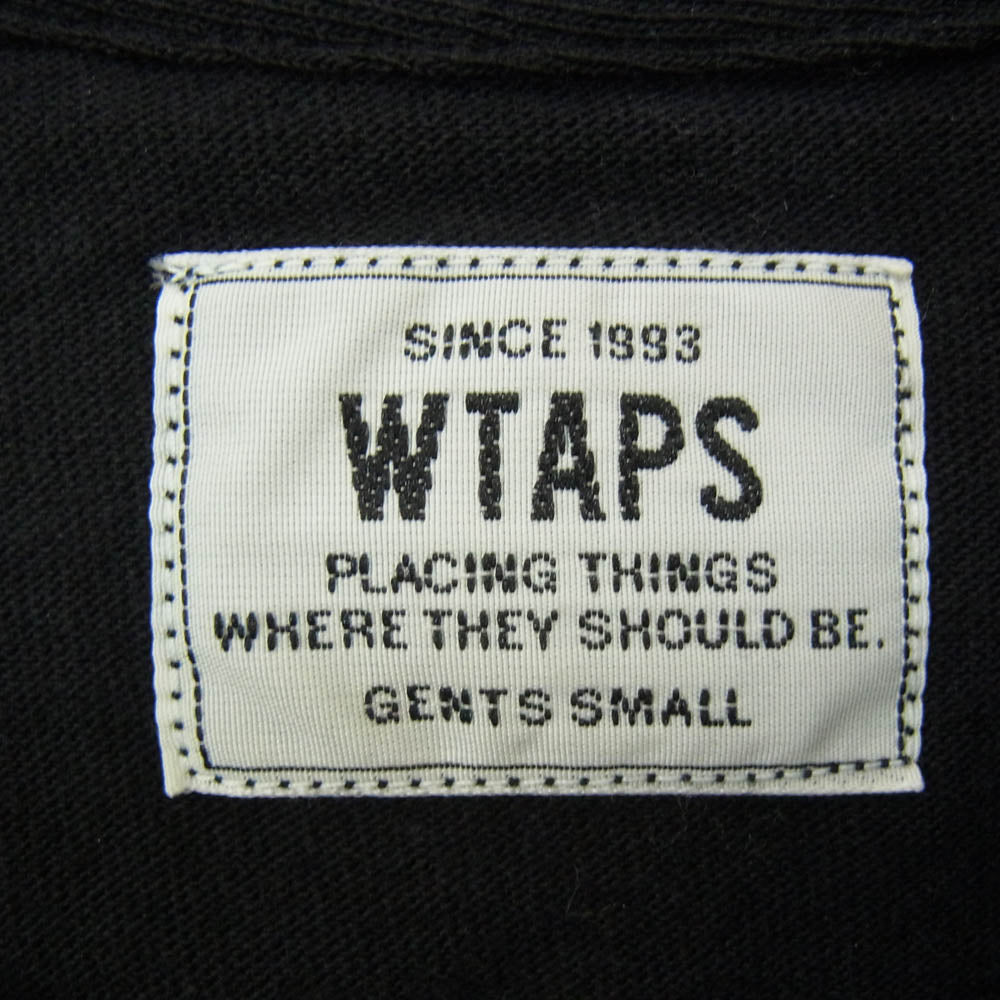 SINCE 1993
WTAPS
PLACING THINGS
WHERE THEY SHOULD BE.
GENTS SMALL